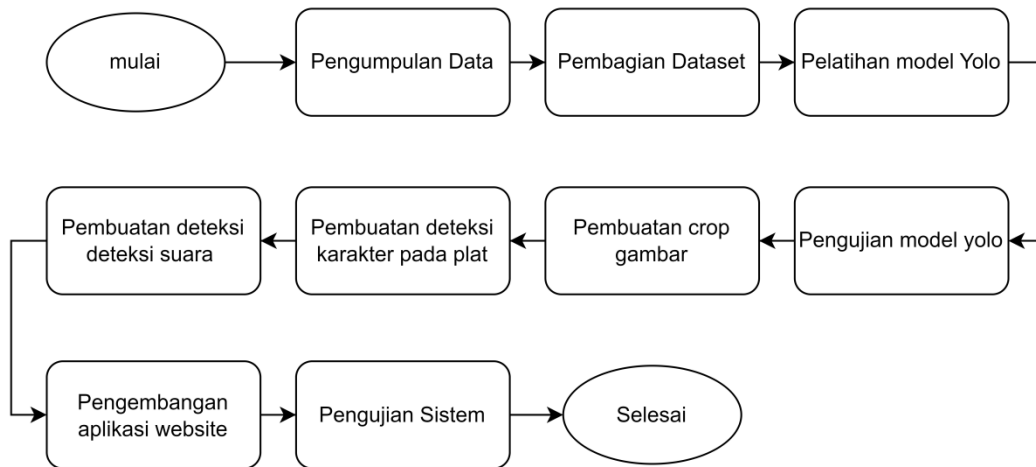 mulai
Pengumpulan Data
Pembagian Dataset
Pelatihan model Yolo
Pengujian model yolo
Pembuatan crop
gambar
Pembuatan deteksi
karakter pada plat
Pembuatan deteksi
deteksi suara
Pengembangan
aplikasi website
Pengujian Sistem
Selesai